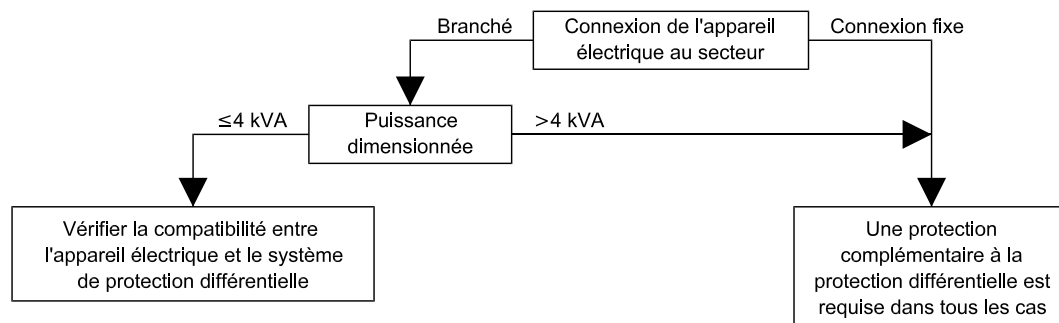 Branché
Connexion de l'appareil
électrique au secteur
Connexion fixe
≤4 kVA
Puissance
dimensionnée
>4 kVA
Vérifier la compatibilité entre
l'appareil électrique et le système
de protection différentielle
Une protection
complémentaire à la
protection différentielle est
requise dans tous les cas